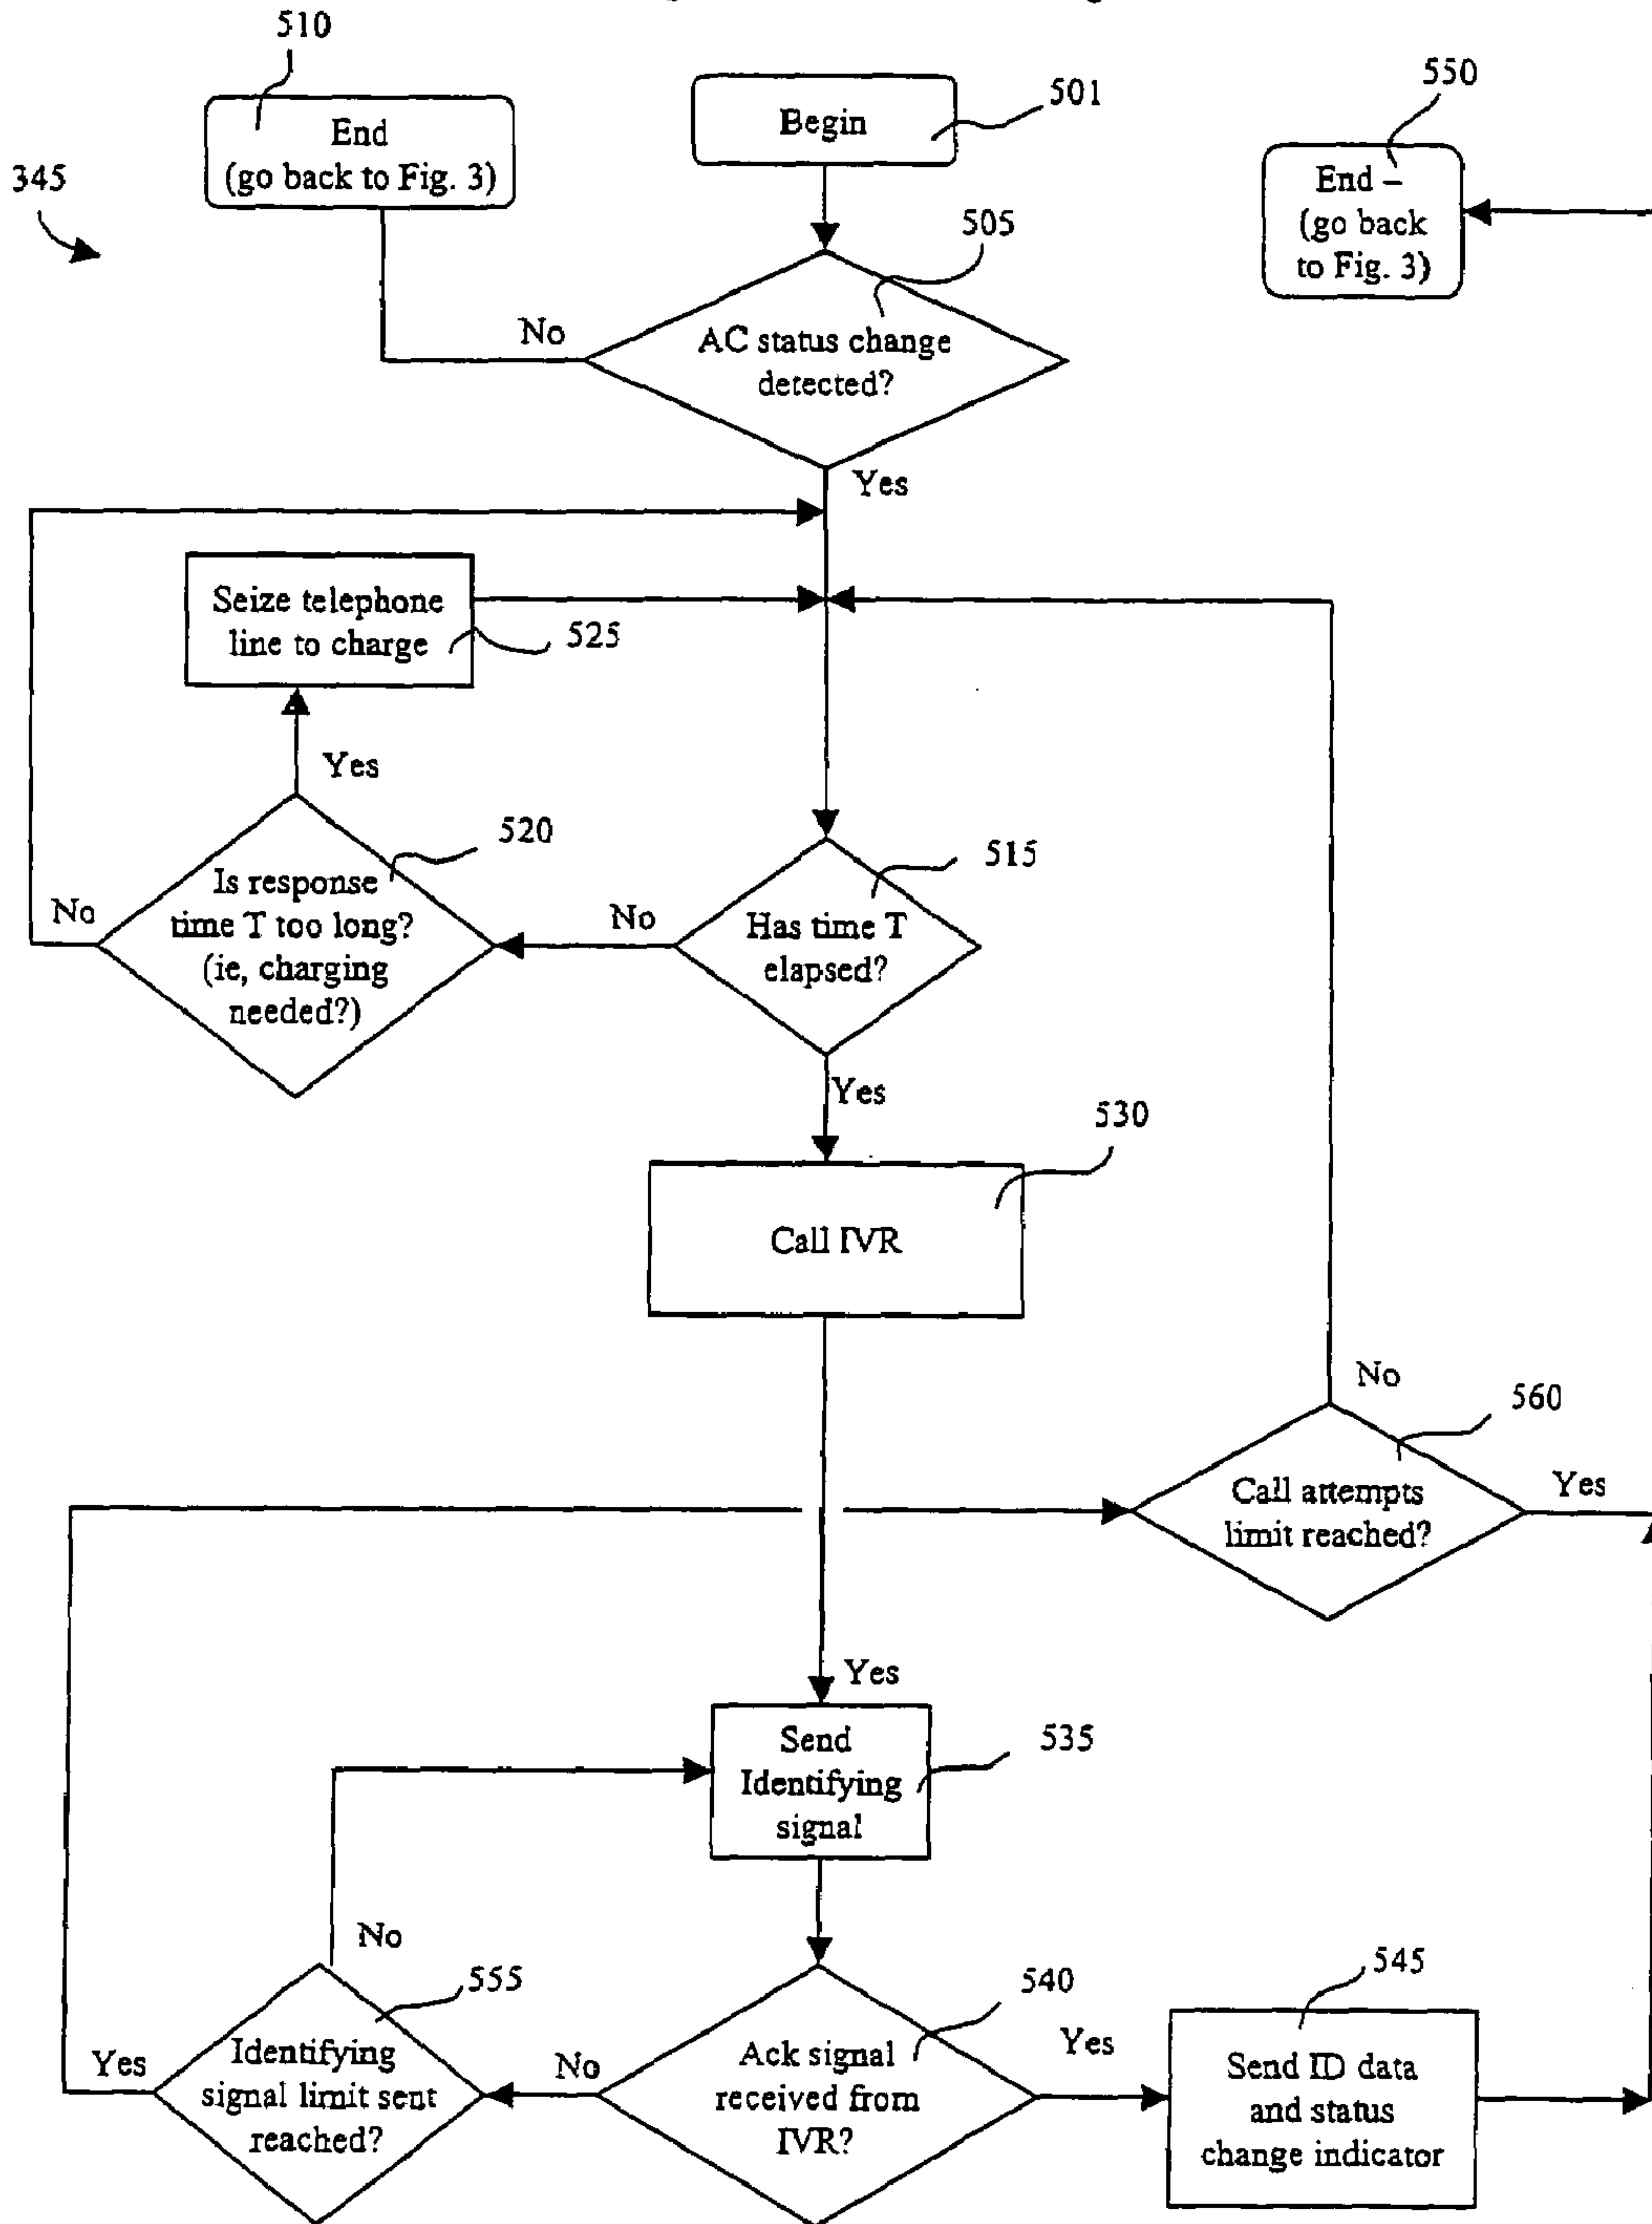 510
End
(go back to Fig. 3)
Begin
501
550
End –
(go back
to Fig. 3)
345
505
AC status change
detected?
No
Yes
Seize telephone
line to charge
525
Yes
520
Is response
time T too long?
(ie, charging
needed?)
No
No
515
Has time T
elapsed?
Yes
530
Call IVR
No
560
Call attempts
limit reached?
Yes
Yes
Send
Identifying
signal
535
No
555
Identifying
signal limit sent
reached?
Yes
No
540
Ack signal
received from
IVR?
Yes
545
Send ID data
and status
change indicator